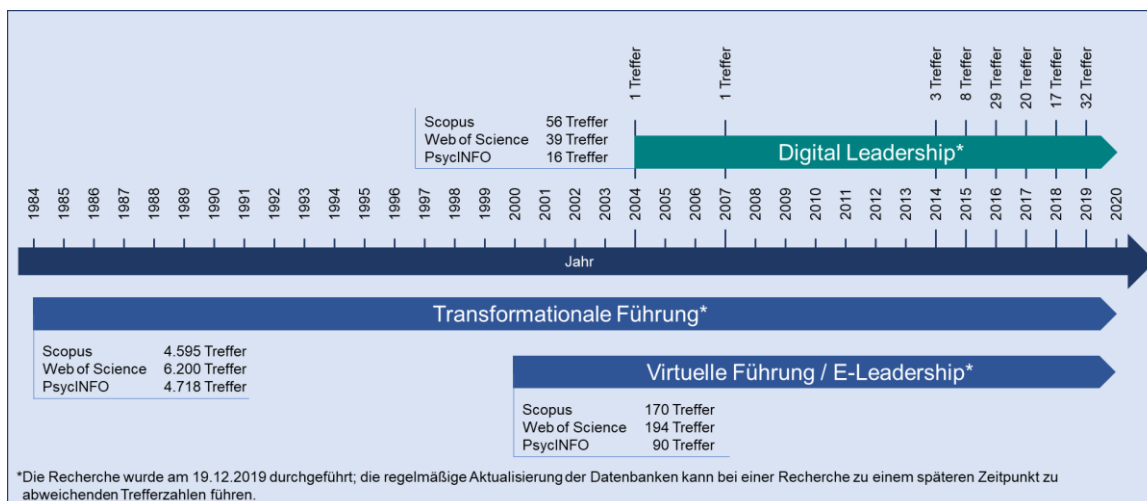 1 Treffer
1 Treffer
3 Treffer
8 Treffer
29 Treffer
20 Treffer
17 Treffer
32 Treffer
Scopus 56 Treffer
Web of Science 39 Treffer
PsycINFO 16 Treffer
Digital Leadership*
1984 1985 1986 1987 1988 1989 1990 1991 1992 1993 1994 1995 1996 1997 1998 1999 2000 2001 2002 2003 2004 2005 2006 2007 2008 2009 2010 2011 2012 2013 2014 2015 2016 2017 2018 2019 2020
Jahr
Transformationale Führung*
Scopus 4.595 Treffer
Web of Science 6.200 Treffer
PsycINFO 4.718 Treffer
Virtuelle Führung / E-Leadership*
Scopus 170 Treffer
Web of Science 194 Treffer
PsycINFO 90 Treffer
*Die Recherche wurde am 19.12.2019 durchgeführt; die regelmäßige Aktualisierung der Datenbanken kann bei einer Recherche zu einem späteren Zeitpunkt zu
abweichenden Trefferzahlen führen.